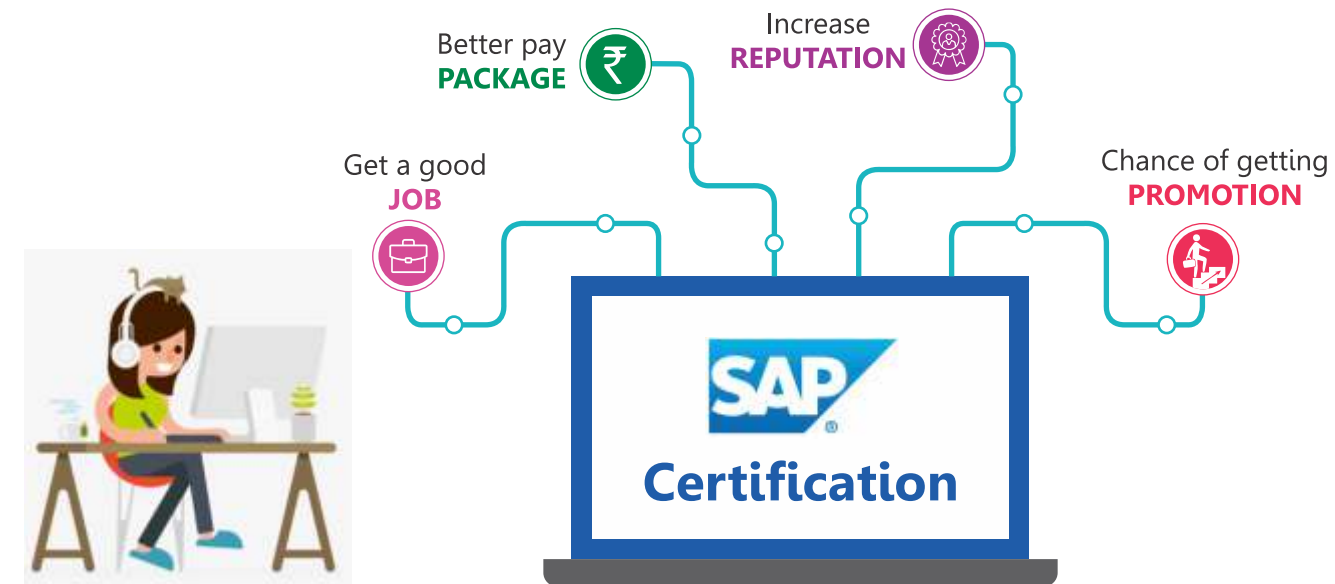 Better pay
PACKAGE
₹
Increase
REPUTATION
Get a good
JOB
Chance of getting
PROMOTION
SAP
®
Certification